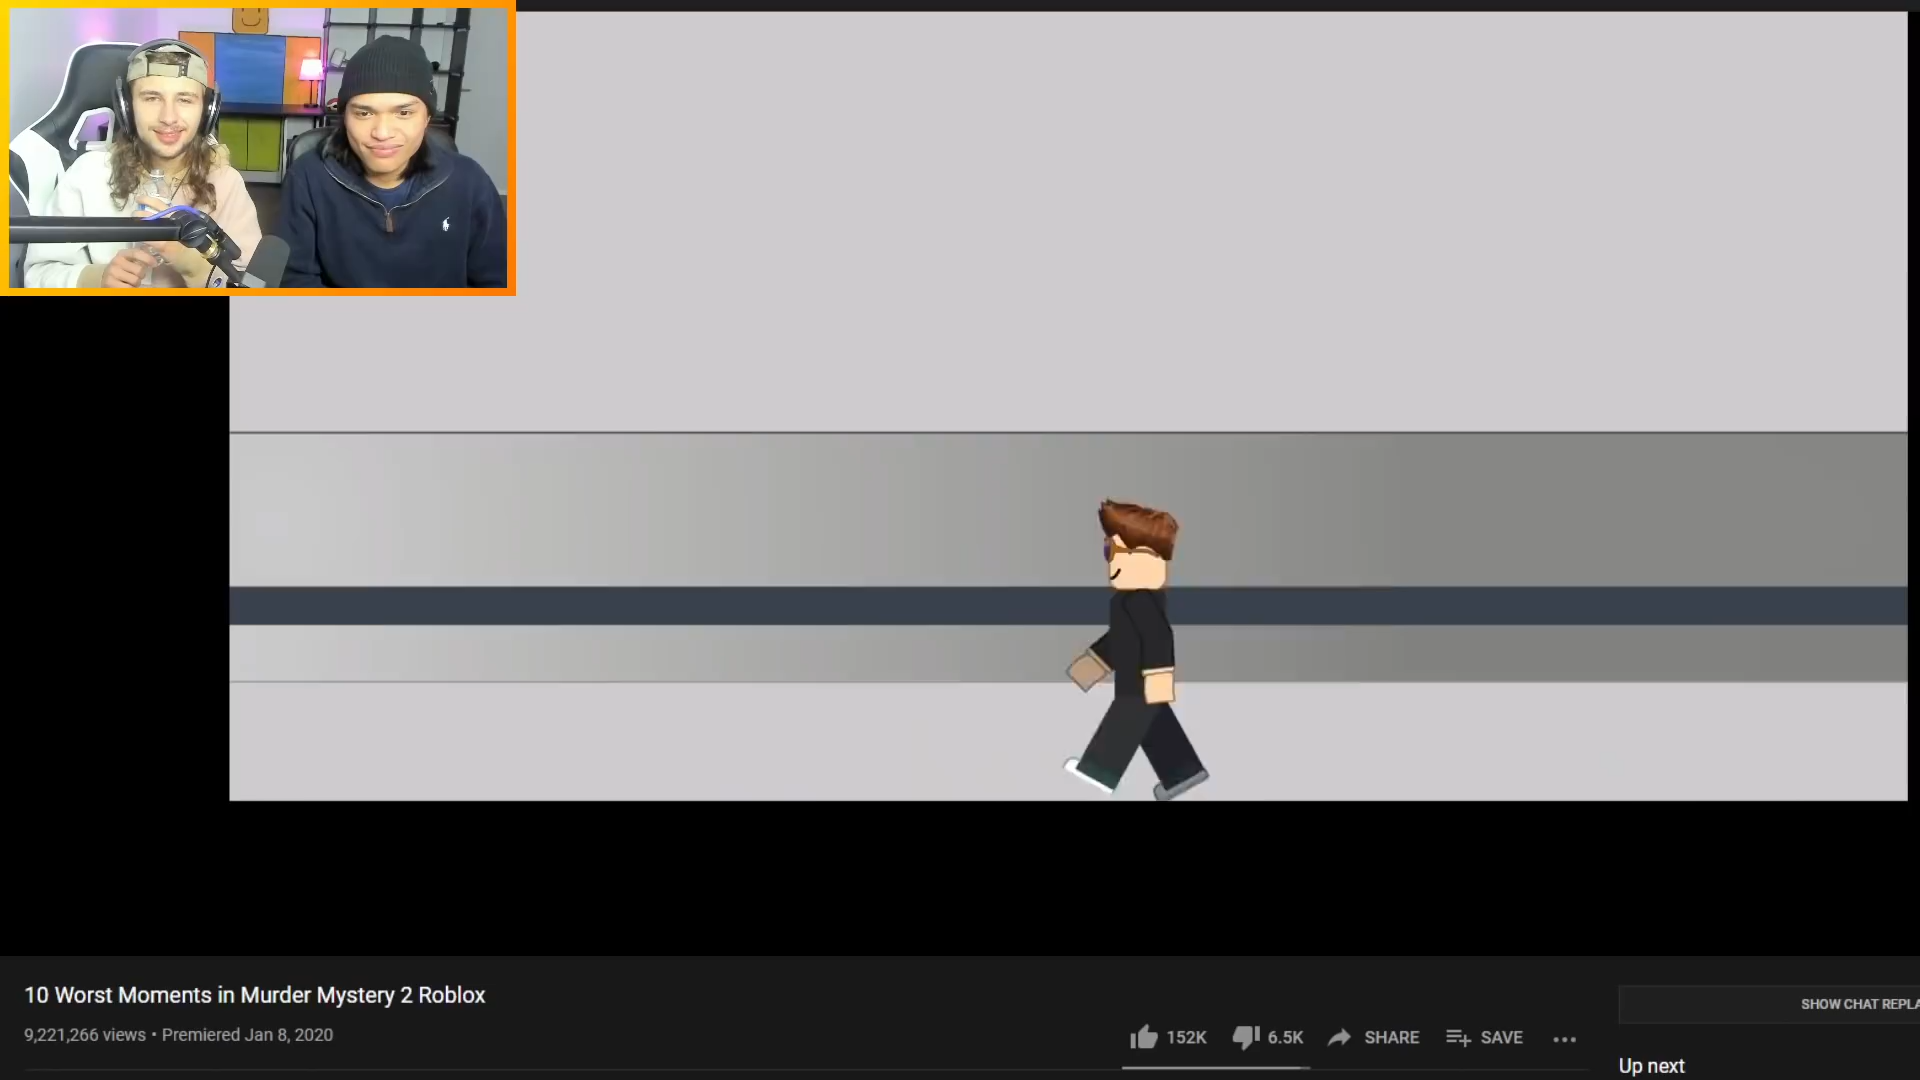 10 Worst Moments in Murder Mystery 2 Roblox
9,221,266 views • Premiered Jan 8, 2020
152K 6.5K SHARE SAVE
SHOW CHAT REPLA
Up next